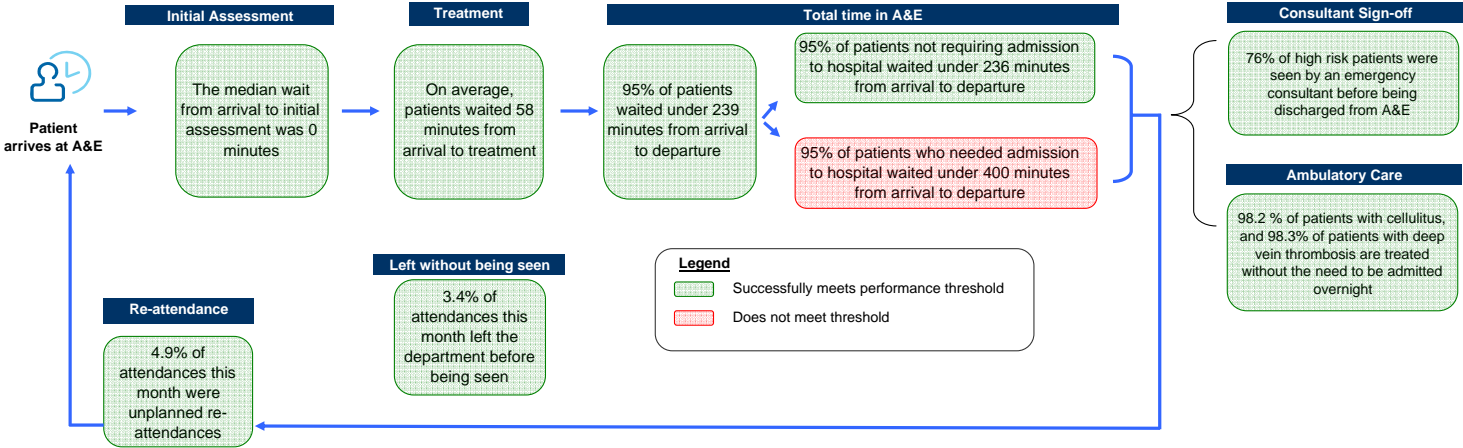 Initial Assessment
Treatment
Total time in A&E
Consultant Sign-off
Patient
arrives at A&E
The median wait
from arrival to initial
assessment was 0
minutes
On average,
patients waited 58
minutes from
arrival to treatment
95% of patients
waited under 239
minutes from arrival
to departure
95% of patients not requiring admission
to hospital waited under 236 minutes
from arrival to departure
95% of patients who needed admission
to hospital waited under 400 minutes
from arrival to departure
76% of high risk patients were
seen by an emergency
consultant before being
discharged from A&E
Ambulatory Care
98.2 % of patients with cellulitus,
and 98.3% of patients with deep
vein thrombosis are treated
without the need to be admitted
overnight
Left without being seen
3.4% of
attendances this
month left the
department before
being seen
Legend
Successfully meets performance threshold
Does not meet threshold
Re-attendance
4.9% of
attendances this
month were
unplanned re-
attendances